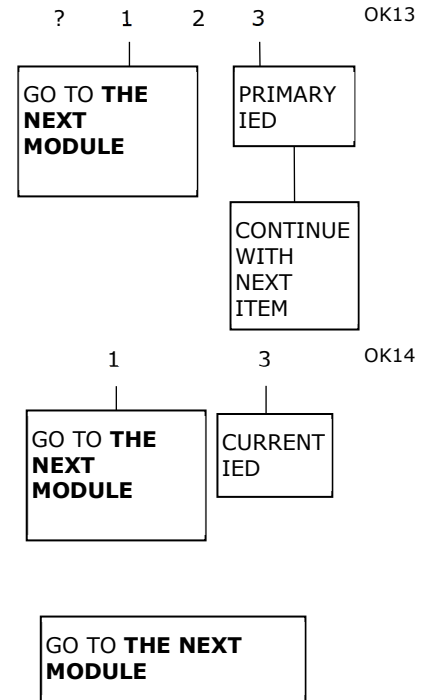 ? 1 2 3 OK13
GO TO THE
NEXT
MODULE
PRIMARY
IED
CONTINUE
WITH
NEXT
ITEM
1 3 OK14
GO TO THE
NEXT
MODULE
CURRENT
IED
GO TO THE NEXT
MODULE